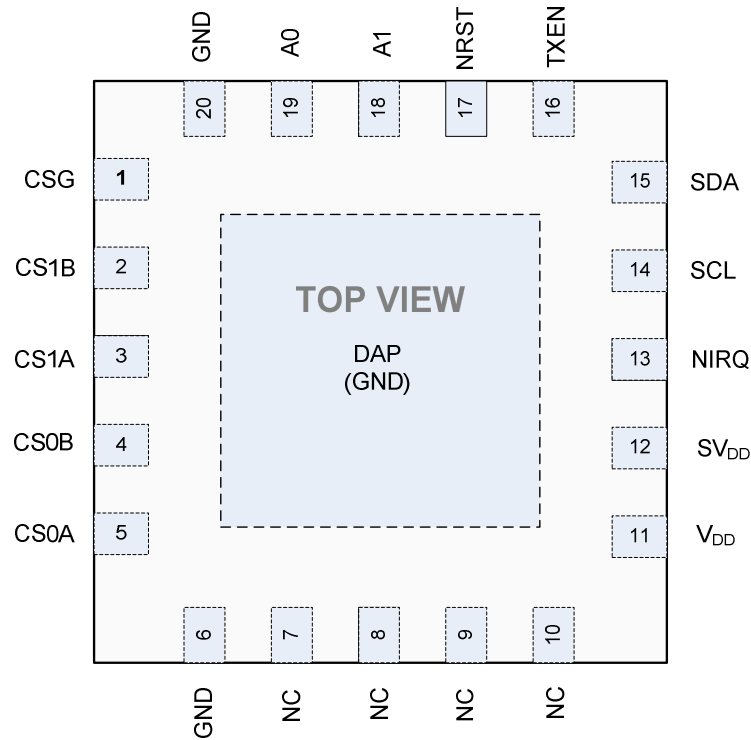 GND
A0
A1
NRST
TXEN
20
19
18
17
16
CSG
1
15
SDA
CS1B
2
14
SCL
TOP VIEW
CS1A
3
DAP
(GND)
13
NIRQ
CS0B
4
12
SVDD
CS0A
5
11
VDD
6
7
8
9
10
GND
NC
NC
NC
NC